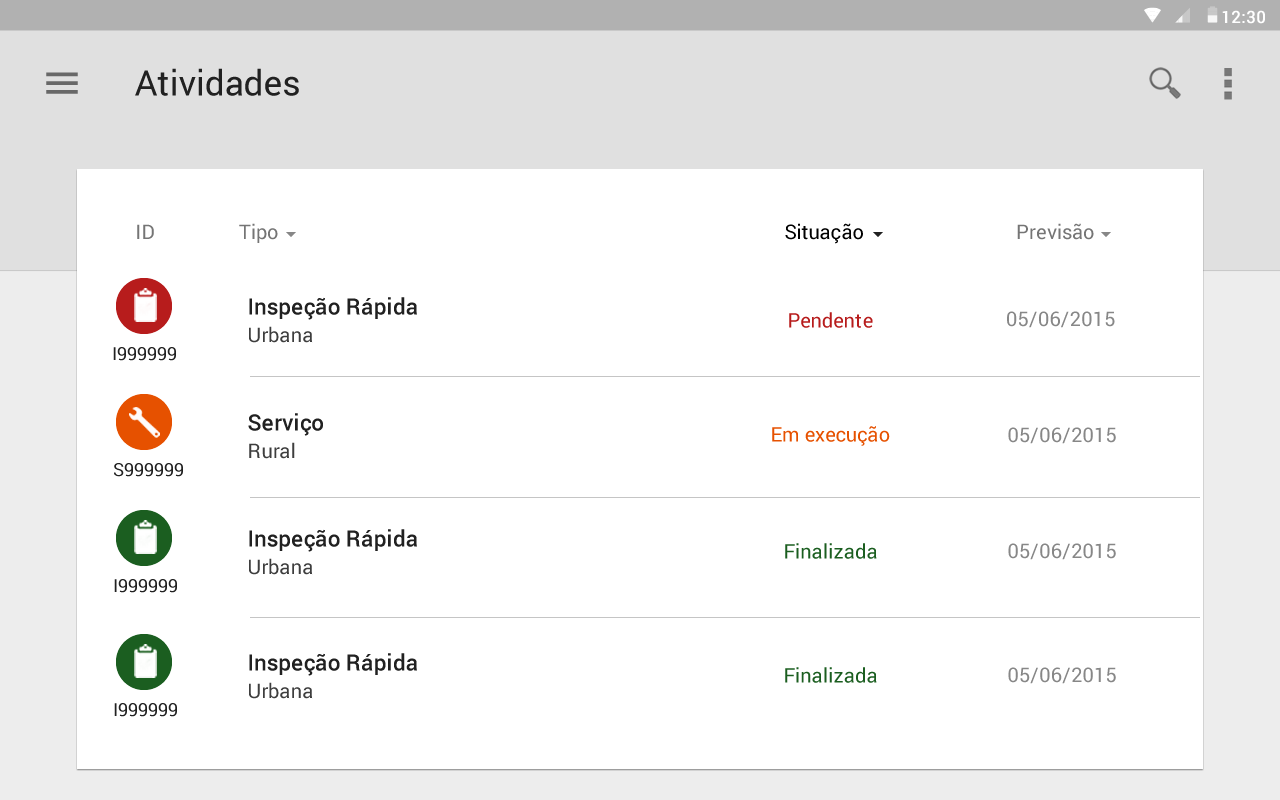 12:30
Atividades
ID Tipo Situação Previsão
Inspeção Rápida
Urbana
Pendente
05/06/2015
I999999
Serviço
Rural
Em execução
05/06/2015
S999999
Inspeção Rápida
Urbana
Finalizada
05/06/2015
I999999
Inspeção Rápida
Urbana
Finalizada
05/06/2015
I999999